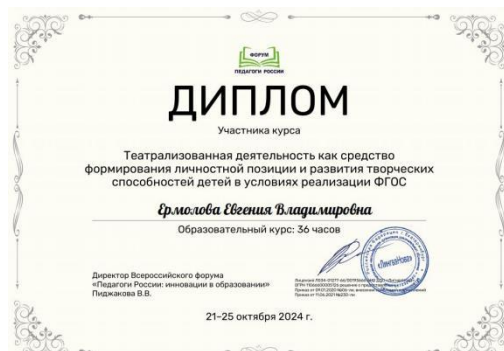 ФОРУМ
ПЕДАГОГИ РОССИИ
ДИПЛОМ
Участника курса
Театрализованная деятельность как средство
формирования личностной позиции и развития творческих
способностей детей в условиях реализации ФГОС
Ермолова Евгения Владимировна
Образовательный курс: 36 часов
Директор Всероссийского форума
«Педагоги России: инновации в образовании»
Пиджакова В.В.
«ЛингваНова»
21-25 октября 2024 г.